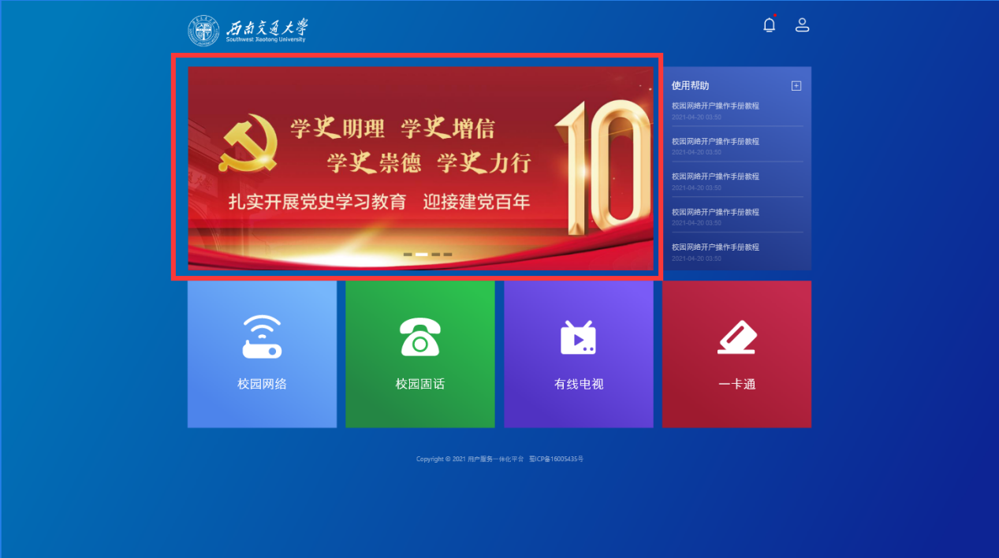 西南交通大学
Southwest Jiaotong University
学史明理 学史增信
学史崇德 学史力行
扎实开展党史学习教育 迎接建党百年
10
使用帮助
校园网络开户操作手册教程
2021-04-20 03:50
校园网络开户操作手册教程
2021-04-20 03:50
校园网络开户操作手册教程
2021-04-20 03:50
校园网络开户操作手册教程
2021-04-20 03:50
校园网络开户操作手册教程
2021-04-20 03:50
校园网络
校园固话
有线电视
一卡通
Copyright © 2021 用户服务一体化平台 蜀ICP备16005435号